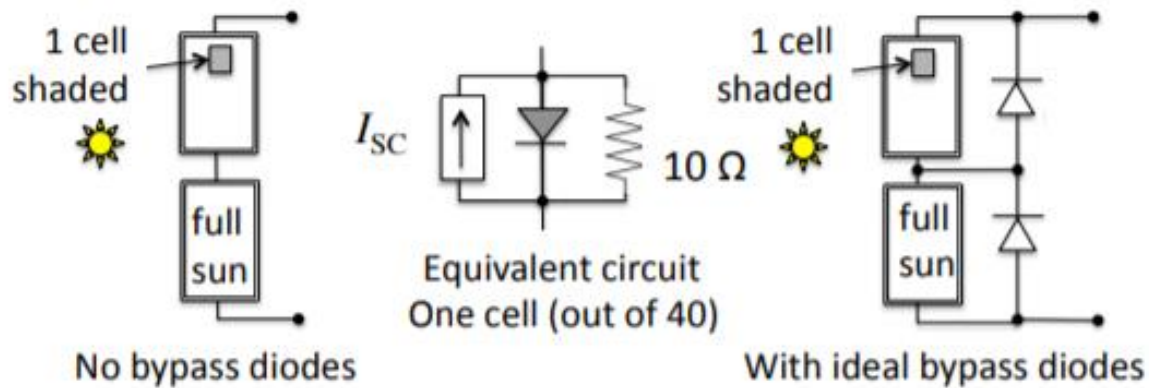 1 cell
shaded
full
sun
No bypass diodes
I_SC
10 Ω
Equivalent circuit
One cell (out of 40)
1 cell
shaded
full
sun
With ideal bypass diodes